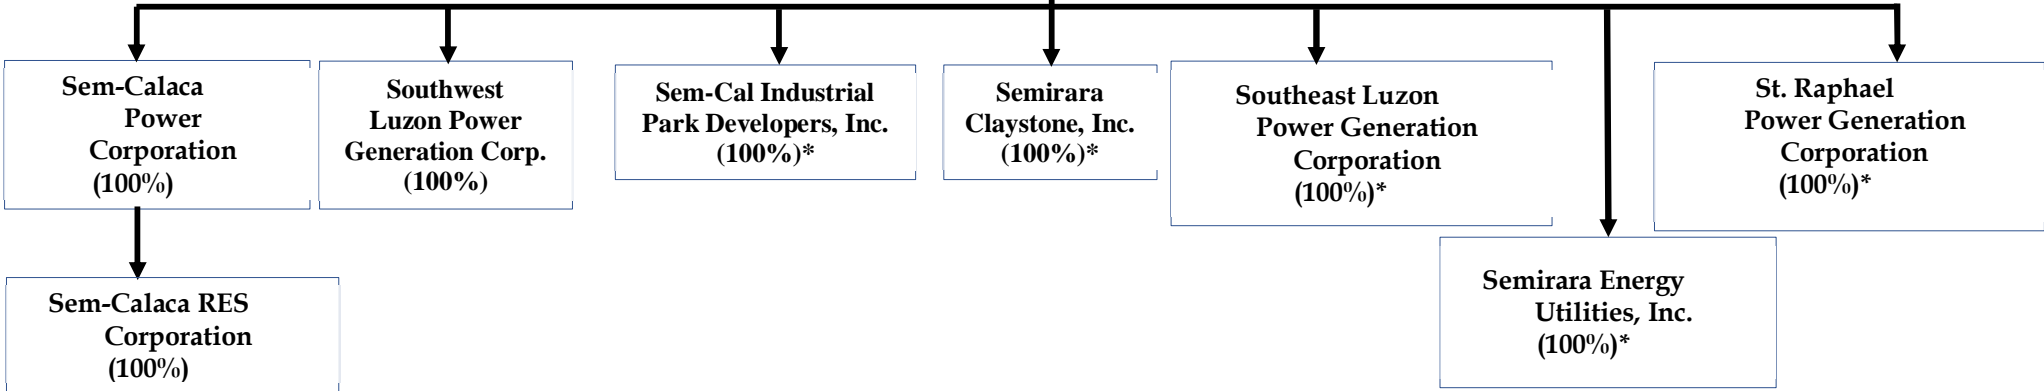 Sem-Calaca
Power
Corporation
(100%)
Southwest
Luzon Power
Generation Corp.
(100%)
Sem-Cal Industrial
Park Developers, Inc.
(100%)*
Semirara
Claystone, Inc.
(100%)*
Southeast Luzon
Power Generation
Corporation
(100%)*
St. Raphael
Power Generation
Corporation
(100%)*
Sem-Calaca RES
Corporation
(100%)
Semirara Energy
Utilities, Inc.
(100%)*